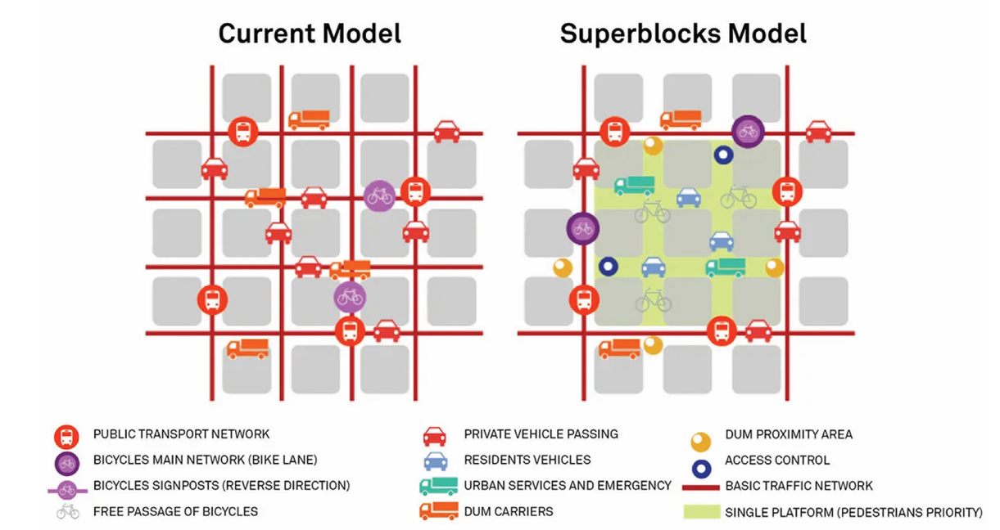 Current Model
Superblocks Model
PUBLIC TRANSPORT NETWORK
BICYCLES MAIN NETWORK (BIKE LANE)
BICYCLES SIGNPOSTS (REVERSE DIRECTION)
FREE PASSAGE OF BICYCLES
PRIVATE VEHICLE PASSING
RESIDENTS VEHICLES
URBAN SERVICES AND EMERGENCY
DUM CARRIERS
DUM PROXIMITY AREA
ACCESS CONTROL
BASIC TRAFFIC NETWORK
SINGLE PLATFORM (PEDESTRIANS PRIORITY)